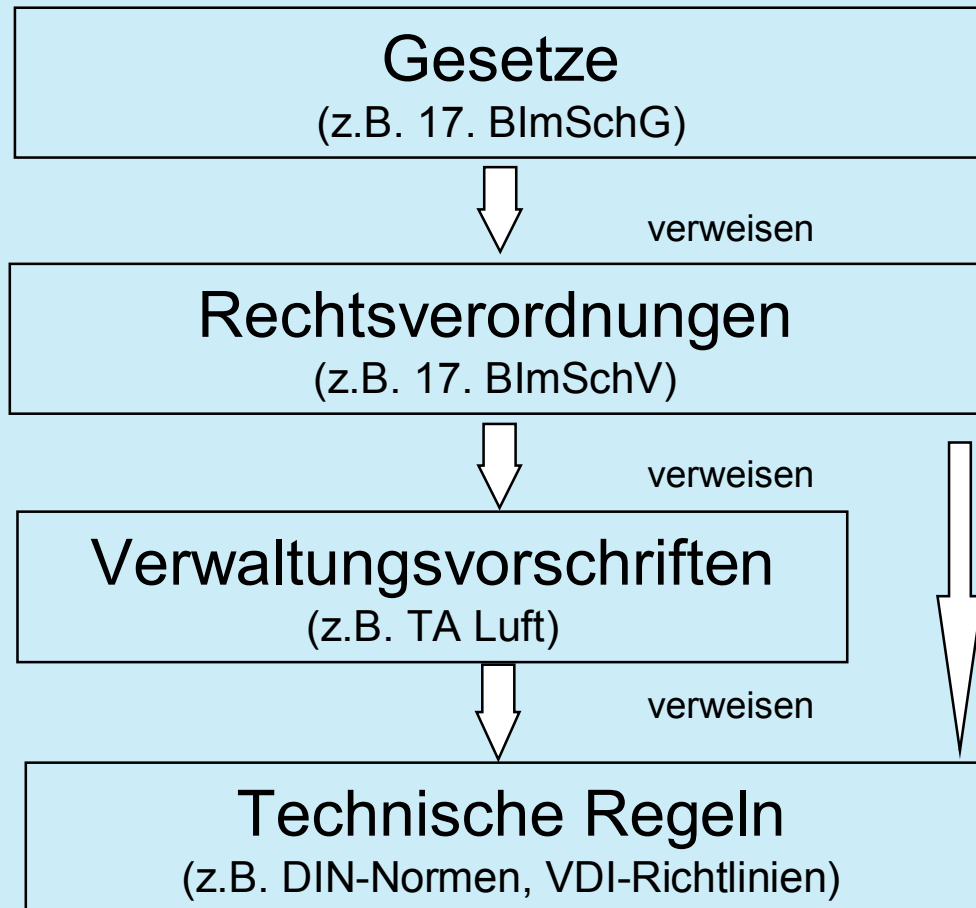 Gesetze
(z.B. 17. BImSchG)
verweisen
Rechtsverordnungen
(z.B. 17. BImSchV)
verweisen
Verwaltungsvorschriften
(z.B. TA Luft)
verweisen
Technische Regeln
(z.B. DIN-Normen, VDI-Richtlinien)